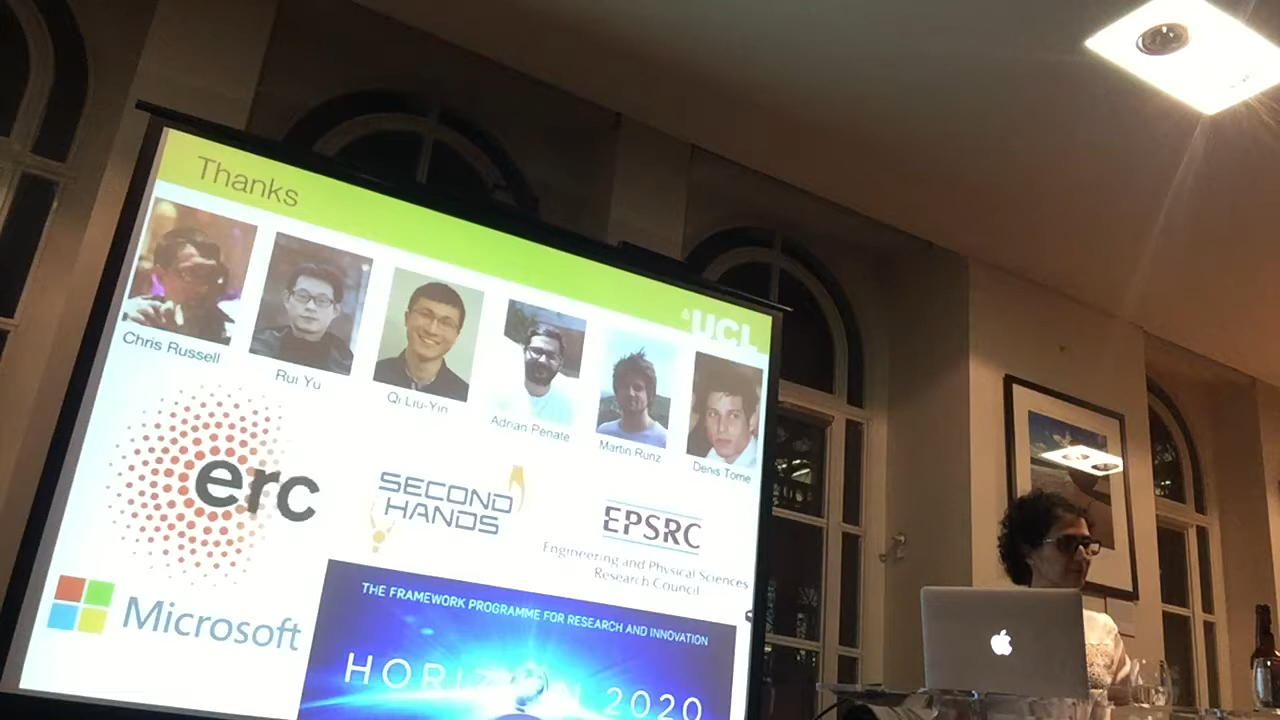 Thanks
UCL
Chris Russell
Rui Yu
Qi Liu-Yin
Adrian Penate
Martin Runz
Denis Tome
erc
SECOND
HANDS
EPSRC
Engineering and Physical Sciences
Research Council
Microsoft
THE FRAMEWORK PROGRAMME FOR RESEARCH AND INNOVATION
HORIZON 2020